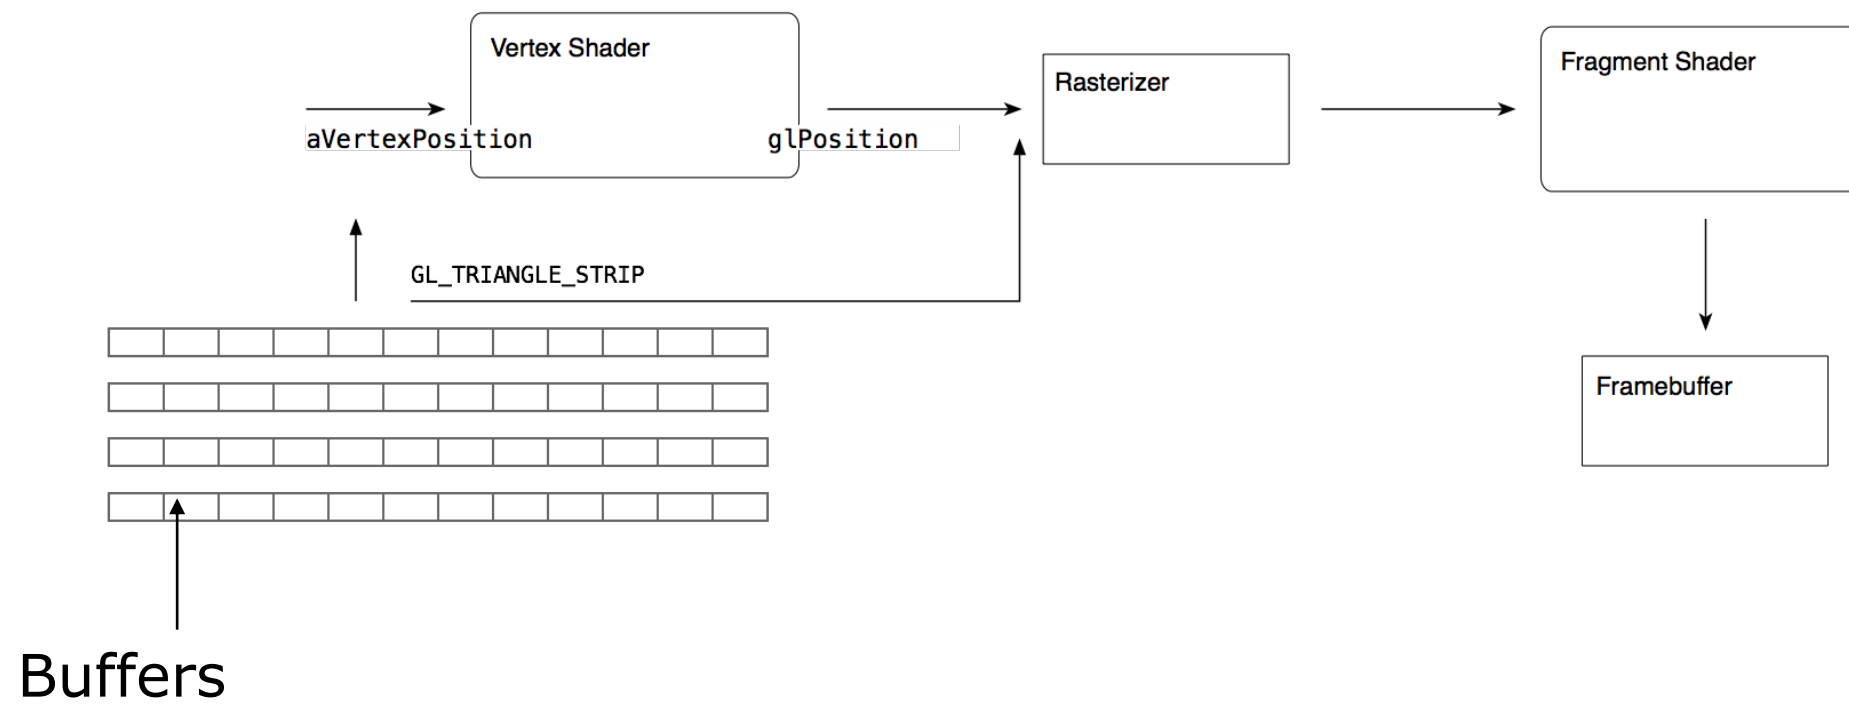 Vertex Shader
Rasterizer
Fragment Shader
aVertexPosition
glPosition
GL_TRIANGLE_STRIP
Framebuffer
Buffers